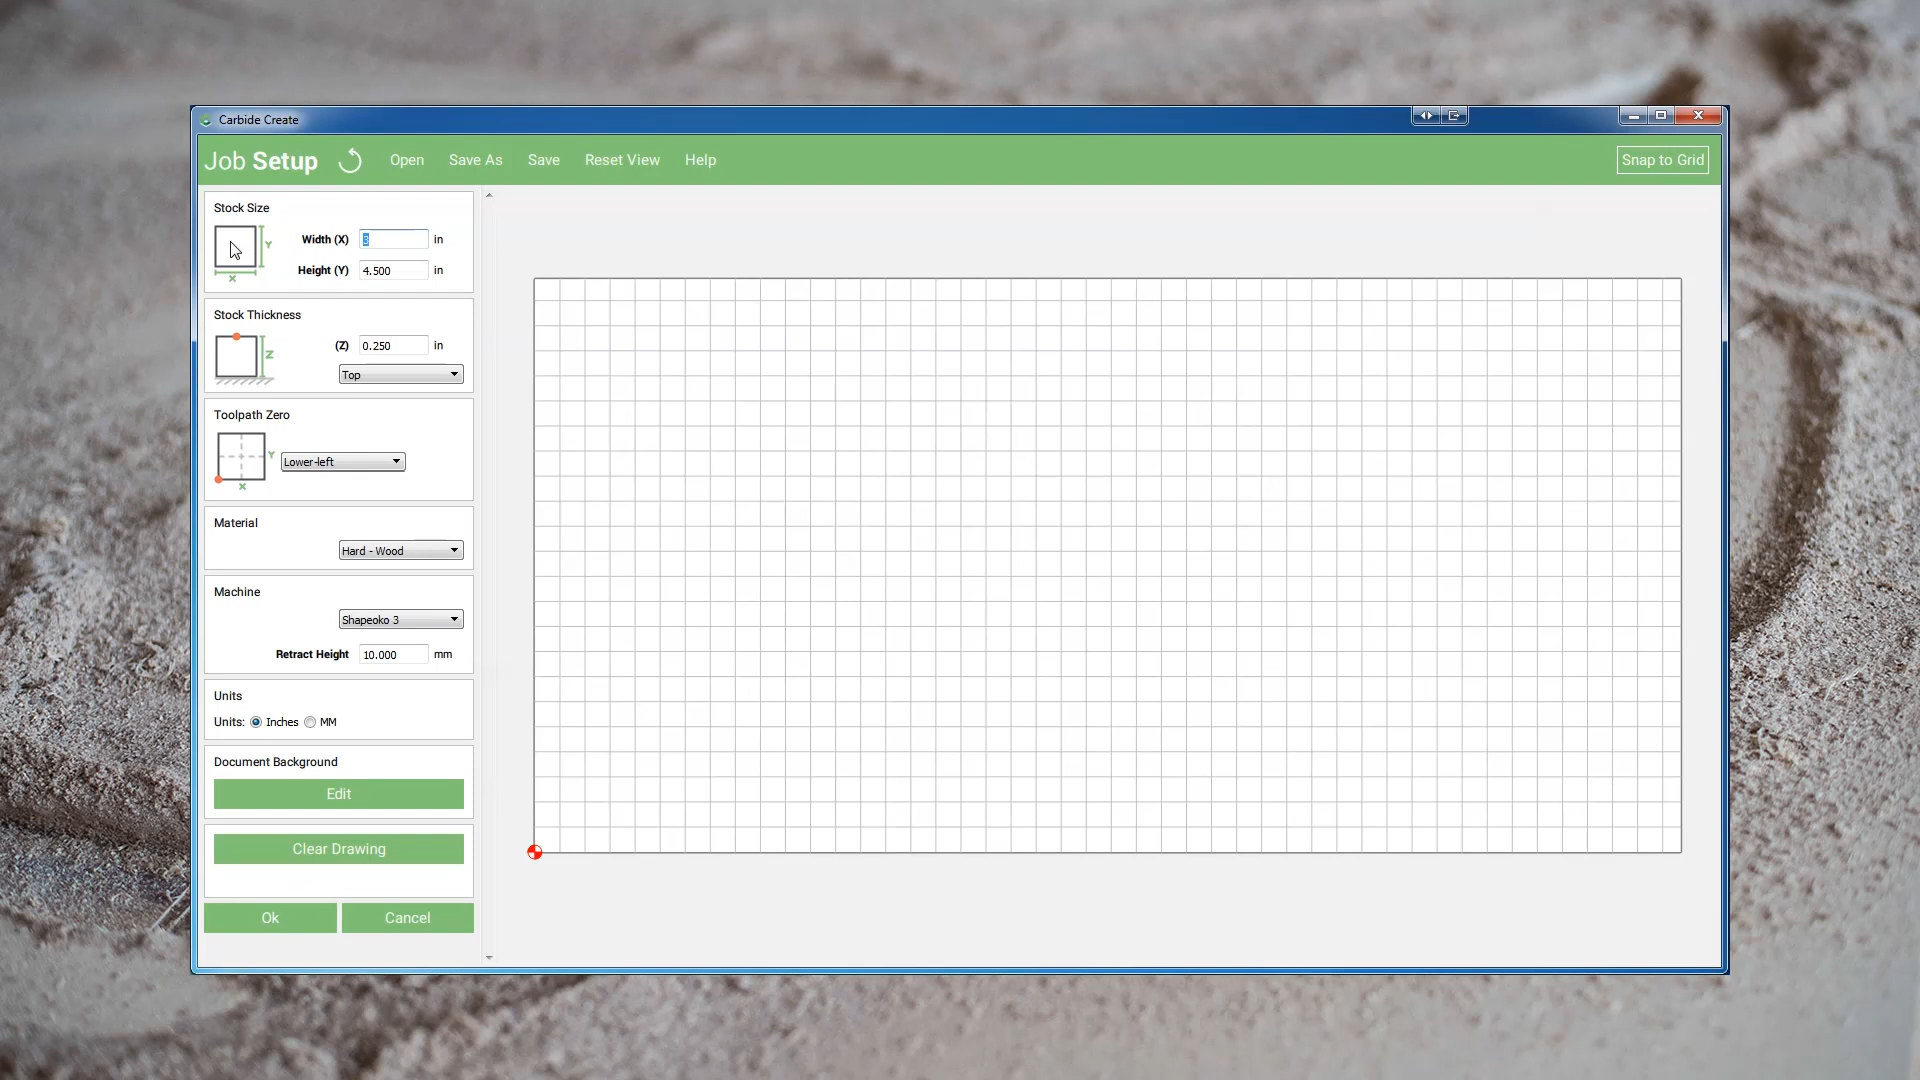 Carbide Create
Job Setup Open Save As Save Reset View Help Snap to Grid
Stock Size
Width (X) 3 in
Y
Height (Y) 4.500 in
X
Stock Thickness
(Z) 0.250 in
Z
Top
Toolpath Zero
Y
Lower-left
X
Material
Hard - Wood
Machine
Shapeoko 3
Retract Height 10.000 mm
Units
Units: Inches MM
Document Background
Edit
Clear Drawing
Ok Cancel